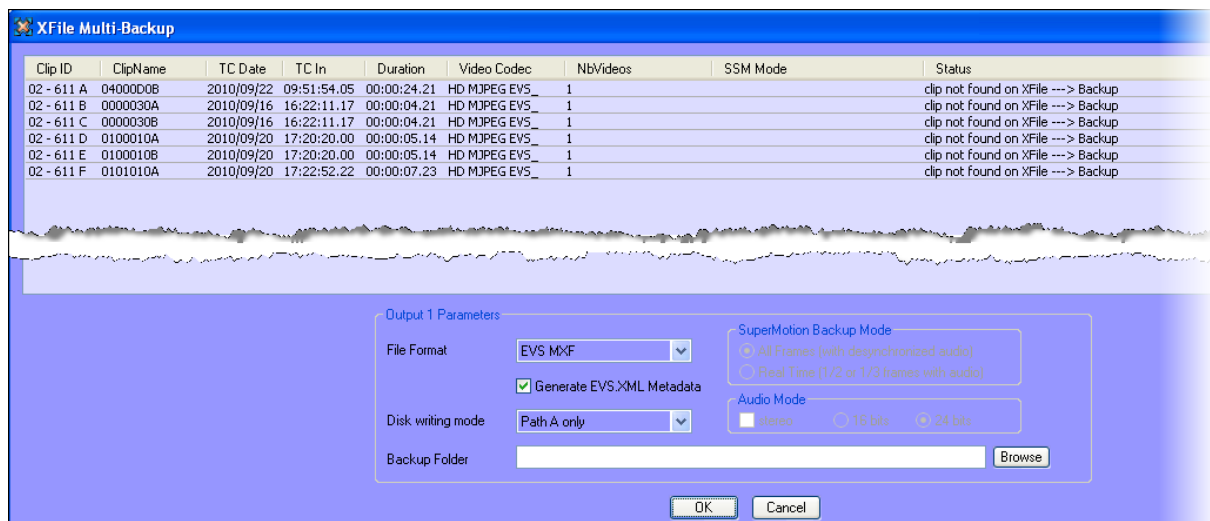 XFile Multi-Backup
Clip ID ClipName TC Date TC In Duration Video Codec NbVideos SSM Mode Status
02 - 611 A 04000D0B 2010/09/22 09:51:54.05 00:00:24.21 HD MJPEG EVS_ 1 clip not found on XFile ---> Backup
02 - 611 B 0000030A 2010/09/16 16:22:11.17 00:00:04.21 HD MJPEG EVS_ 1 clip not found on XFile ---> Backup
02 - 611 C 0000030B 2010/09/16 16:22:11.17 00:00:04.21 HD MJPEG EVS_ 1 clip not found on XFile ---> Backup
02 - 611 D 0100010A 2010/09/20 17:20:20.00 00:00:05.14 HD MJPEG EVS_ 1 clip not found on XFile ---> Backup
02 - 611 E 0100010B 2010/09/20 17:20:20.00 00:00:05.14 HD MJPEG EVS_ 1 clip not found on XFile ---> Backup
02 - 611 F 0101010A 2010/09/20 17:22:52.22 00:00:07.23 HD MJPEG EVS_ 1 clip not found on XFile ---> Backup
Output 1 Parameters
File Format EVS MXF
Generate EVS.XML Metadata
Disk writing mode Path A only
Backup Folder Browse
SuperMotion Backup Mode
Audio Mode
OK Cancel